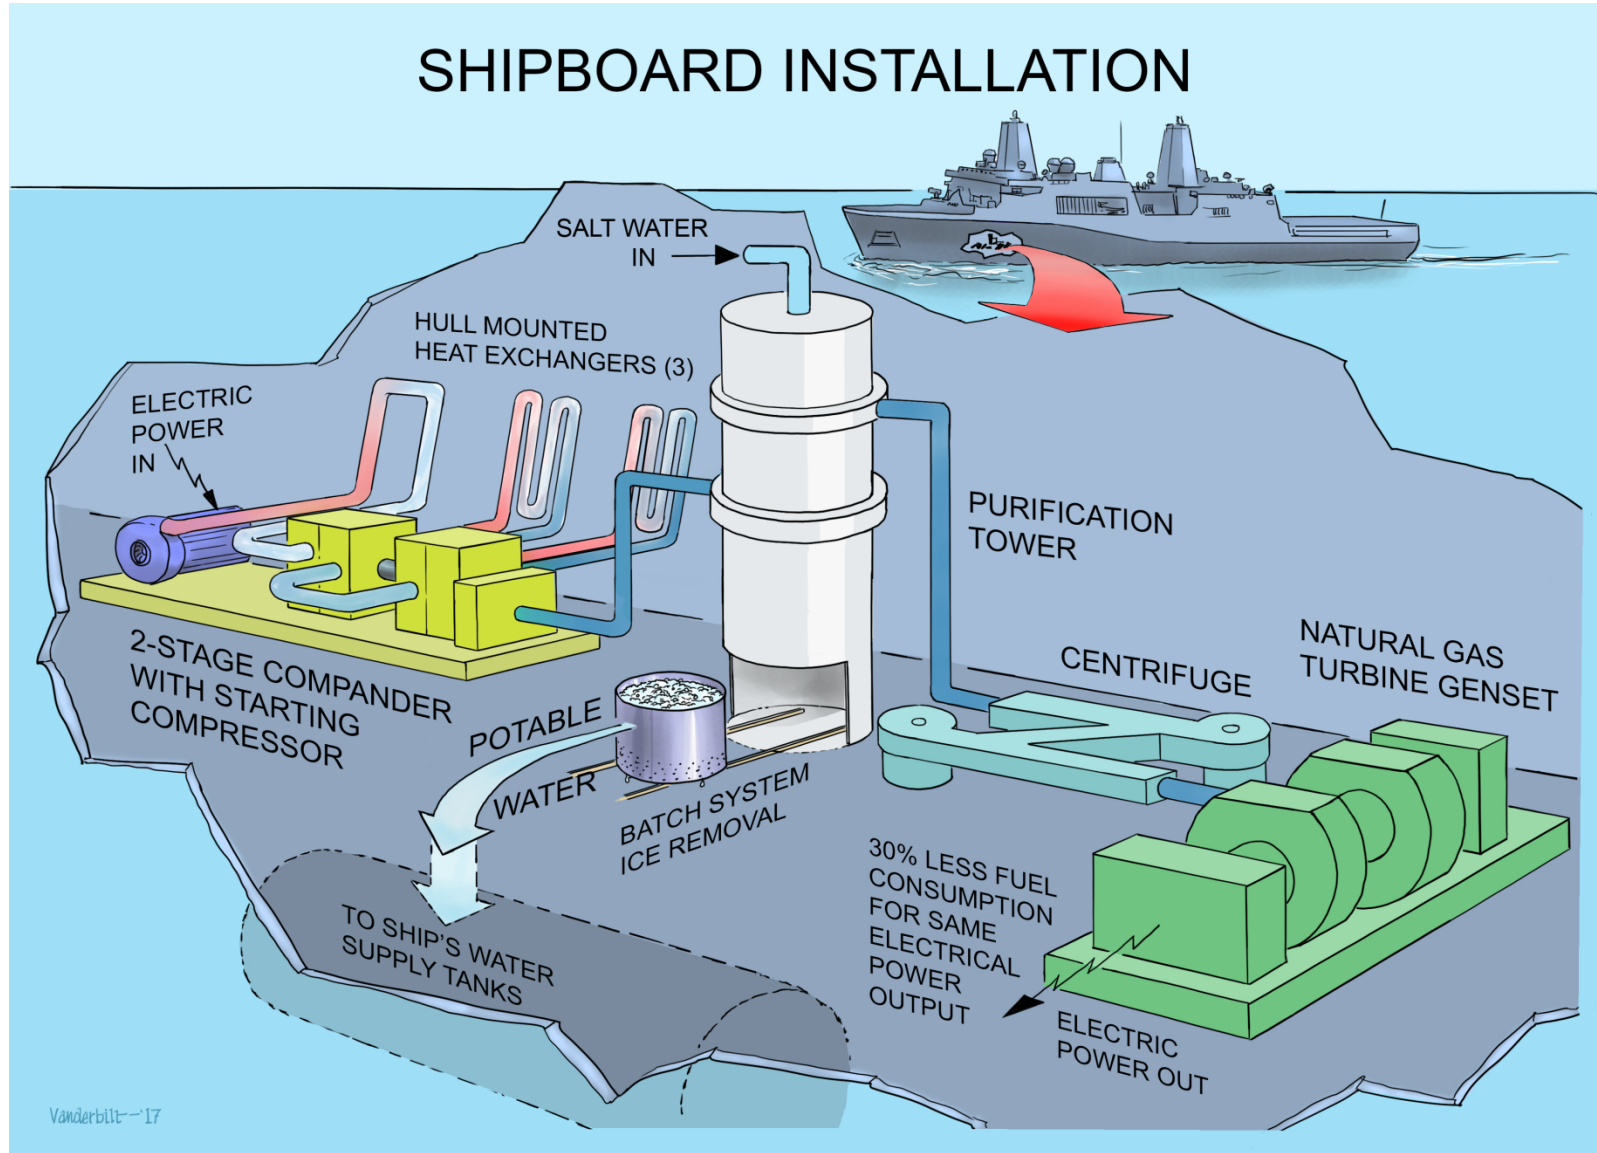 SHIPBOARD INSTALLATION
SALT WATER
IN
HULL MOUNTED
HEAT EXCHANGERS (3)
ELECTRIC
POWER
IN
PURIFICATION
TOWER
2-STAGE COMPANDER
WITH STARTING
COMPRESSOR
POTABLE
WATER
BATCH SYSTEM
ICE REMOVAL
CENTRIFUGE
NATURAL GAS
TURBINE GENSET
30% LESS FUEL
CONSUMPTION
FOR SAME
ELECTRICAL
POWER
OUTPUT
TO SHIP'S WATER
SUPPLY TANKS
ELECTRIC
POWER OUT
Vanderbilt-'17